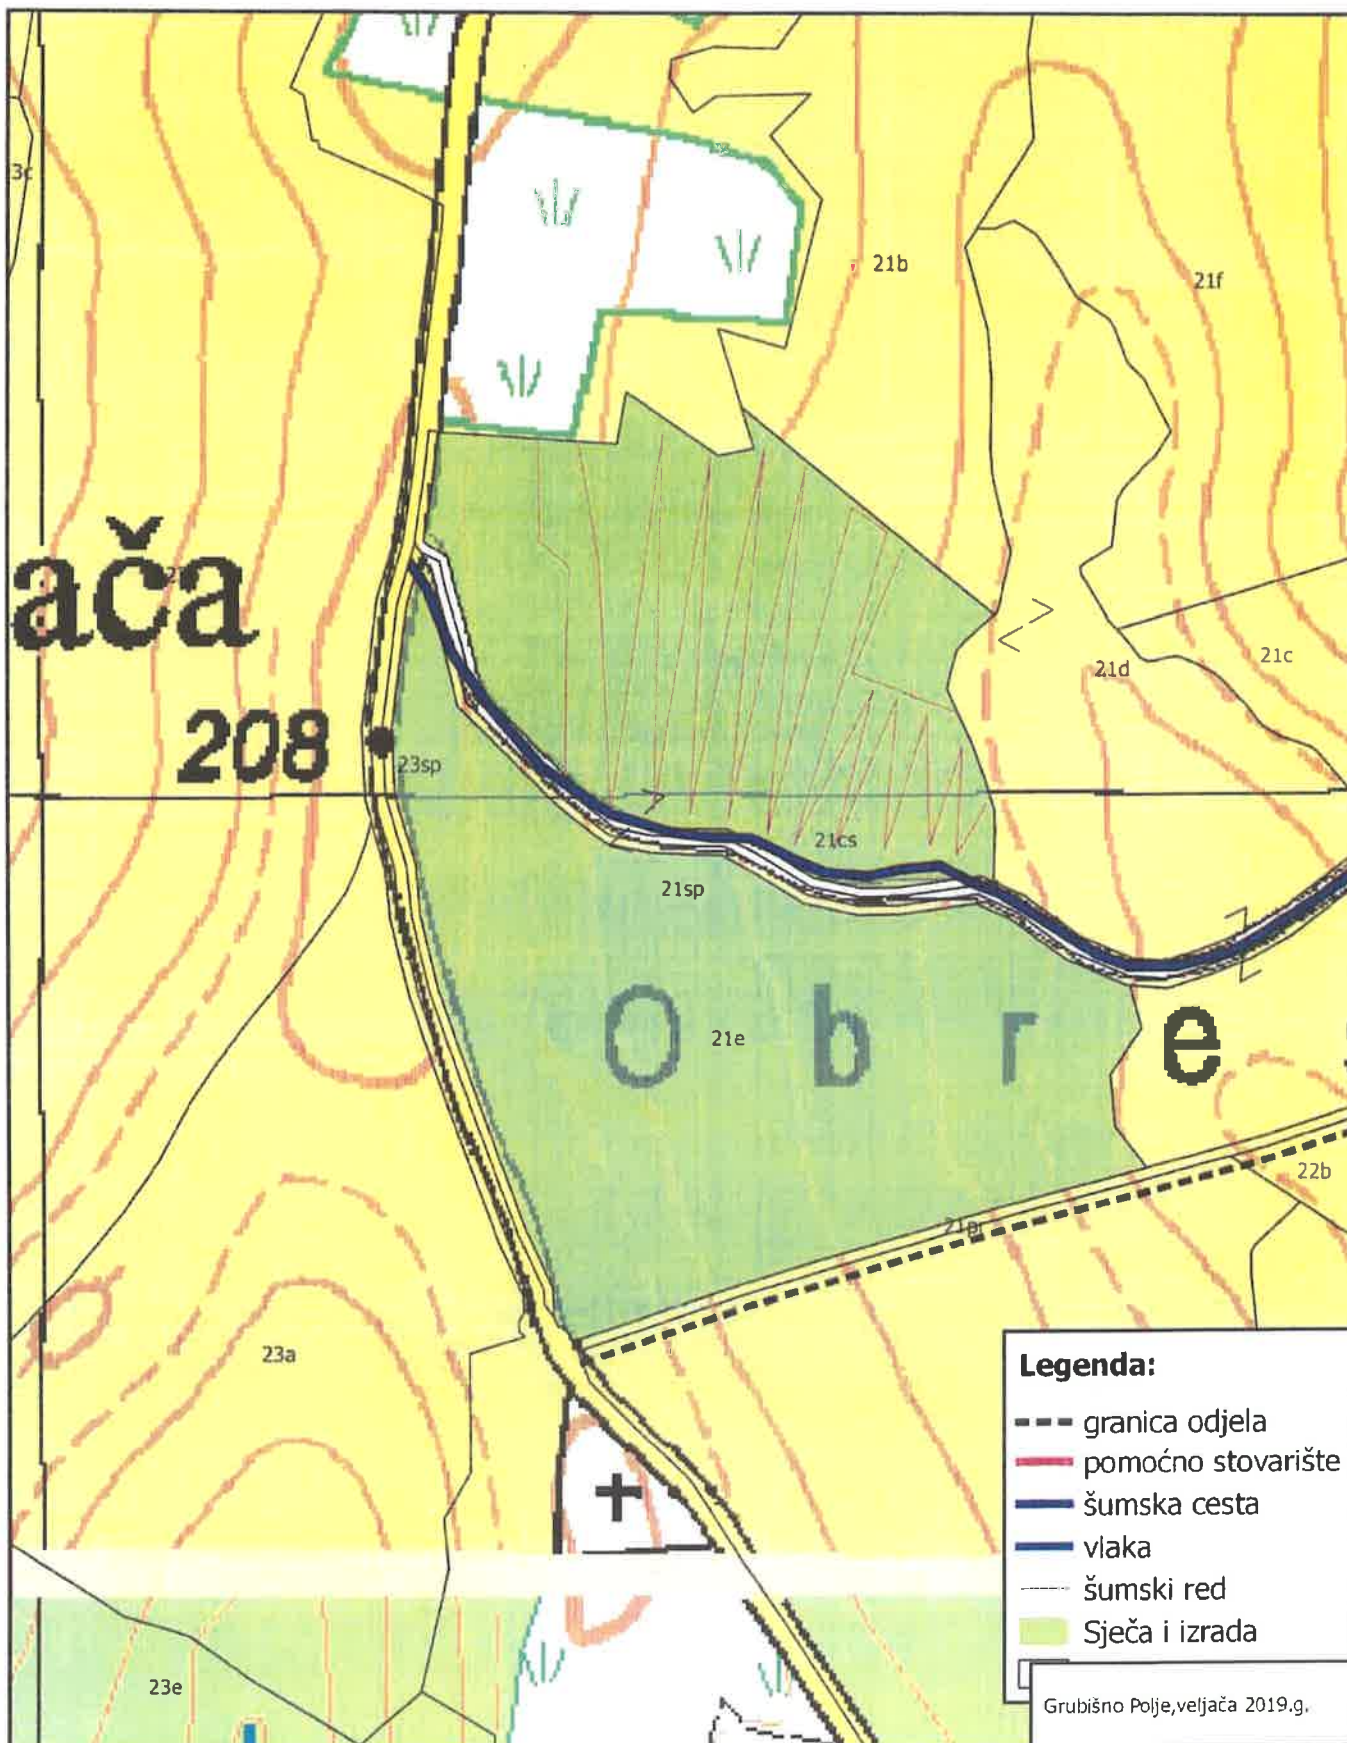 3c
21b
21f
ača
21c
21d
208
23sp
21cs
21sp
O b r e
21e
22b
21p
23a
Legenda:
granica odjela
pomoćno stovarište
šumska cesta
vlaka
šumski red
Sječa i izrada
23e
Grubišno Polje,veljača 2019.g.